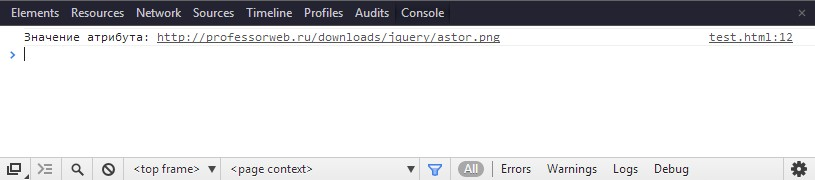 Elements Resources Network Sources Timeline Profiles Audits Console
Значение атрибута: http://professorweb.ru/downloads/jquery/astor.png test.html:12
<top frame> <page context> All Errors Warnings Logs Debug